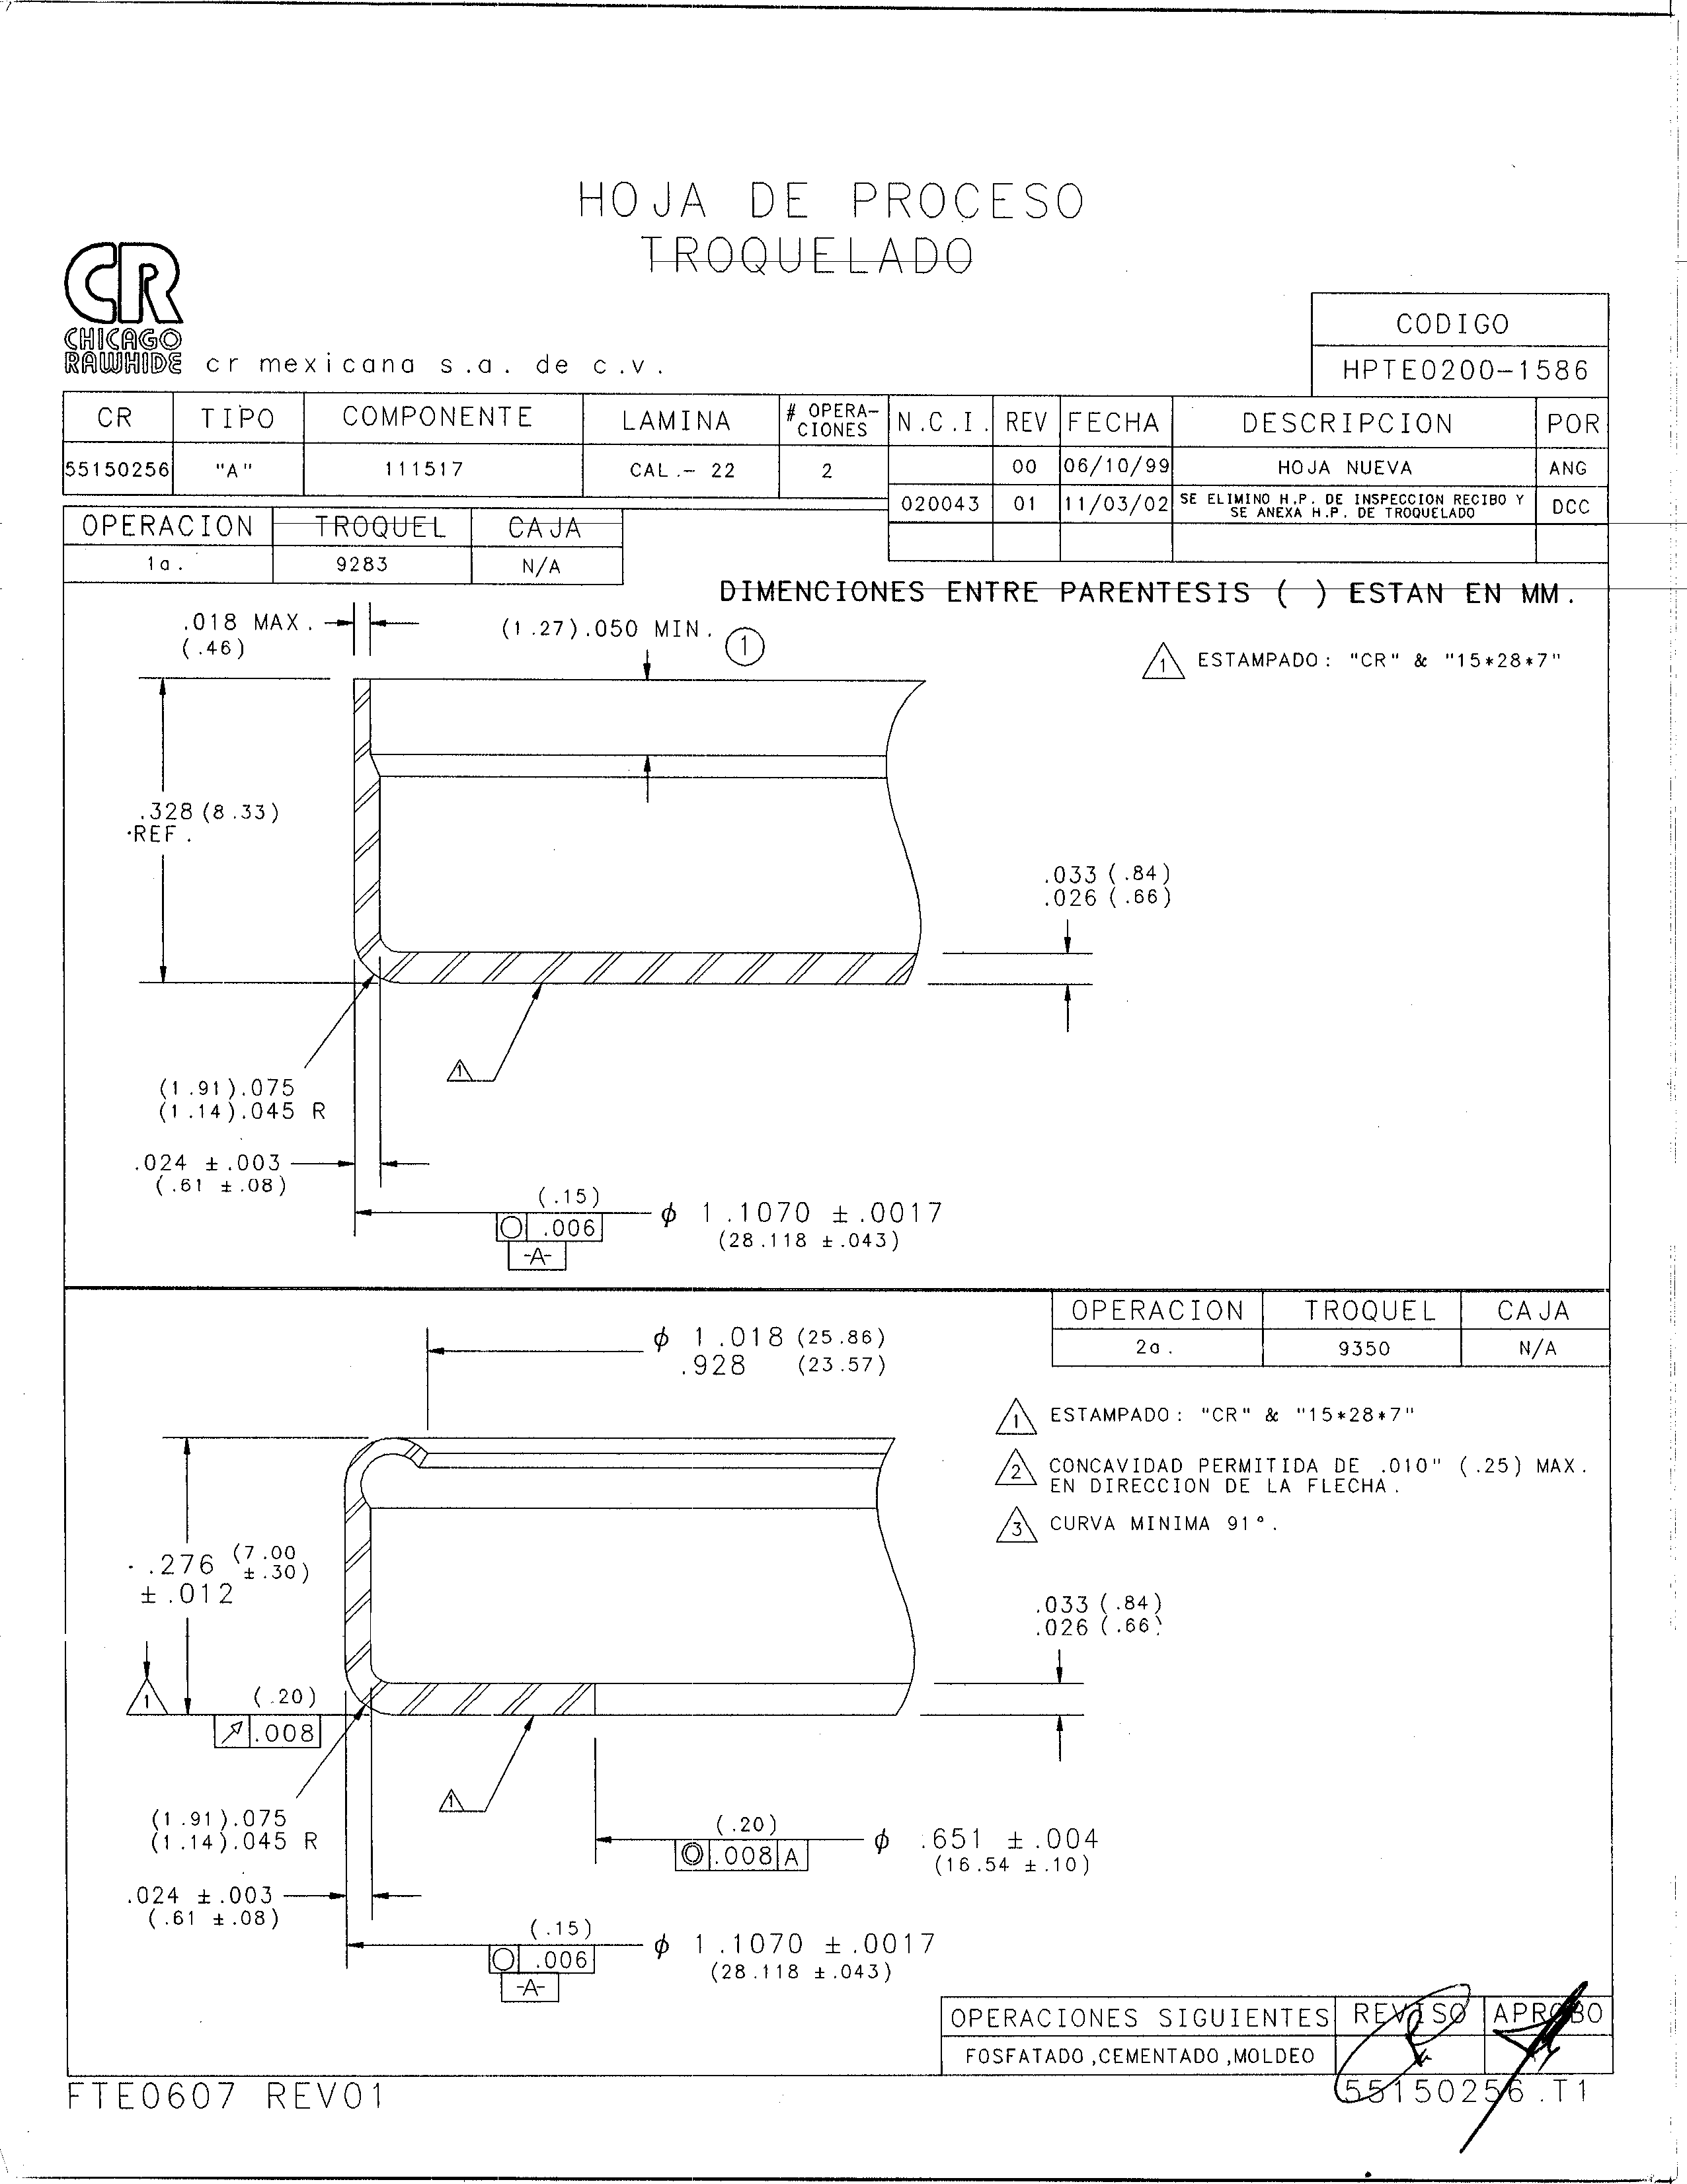 HOJA DE PROCESO
TROQUELADO
CR
CHICAGO
RAWHIDE
cr mexicana s.a. de c.v.
CODIGO
HPTE0200-1586
CR TIPO COMPONENTE LAMINA # OPERA-CIONES N.C.I. REV FECHA DESCRIPCION POR
55150256 "A" 111517 CAL.- 22 2
00 06/10/99 HOJA NUEVA ANG
020043 01 11/03/02 SE ELIMINO H.P. DE INSPECCION RECIBO Y
SE ANEXA H.P. DE TROQUELADO DCC
OPERACION TROQUEL CAJA
1a. 9283 N/A
DIMENCIONES ENTRE PARENTESIS ( ) ESTAN EN MM.
.018 MAX.
(.46)
(1.27).050 MIN.
1
1 ESTAMPADO: "CR" & "15*28*7"
.328 (8.33)
REF.
.033 (.84)
.026 (.66)
1
(1.91).075
(1.14).045 R
.024 ±.003
(.61 ±.08)
(.15)
○ .006
-A-
ϕ 1.1070 ±.0017
(28.118 ±.043)
OPERACION TROQUEL CAJA
2a. 9350 N/A
ϕ 1.018 (25.86)
.928 (23.57)
1 ESTAMPADO: "CR" & "15*28*7"
2 CONCAVIDAD PERMITIDA DE .010" (.25) MAX.
EN DIRECCION DE LA FLECHA.
3 CURVA MINIMA 91°.
.276 (7.00
±.012 ±.30)
.033 (.84)
.026 (.66)
1
(.20)
↗ .008
1
(1.91).075
(1.14).045 R
(.20)
◎ .008 A
ϕ .651 ±.004
(16.54 ±.10)
.024 ±.003
(.61 ±.08)
(.15)
○ .006
-A-
ϕ 1.1070 ±.0017
(28.118 ±.043)
OPERACIONES SIGUIENTES REVISO APROBO
FOSFATADO,CEMENTADO,MOLDEO
FTE0607 REV01
55150256.T1